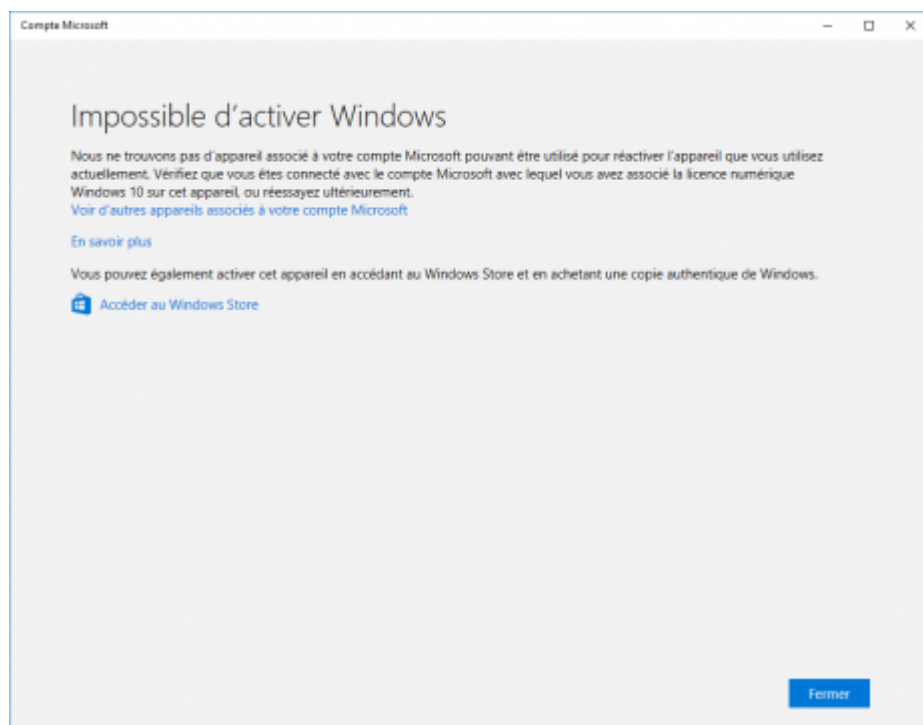 Compte Microsoft
Impossible d'activer Windows
Nous ne trouvons pas d'appareil associé à votre compte Microsoft pouvant être utilisé pour réactiver l'appareil que vous utilisez
actuellement. Vérifiez que vous êtes connecté avec le compte Microsoft avec lequel vous avez associé la licence numérique
Windows 10 sur cet appareil, ou réessayez ultérieurement.
Voir d'autres appareils associés à votre compte Microsoft
En savoir plus
Vous pouvez également activer cet appareil en accédant au Windows Store et en achetant une copie authentique de Windows.
Accéder au Windows Store
Fermer